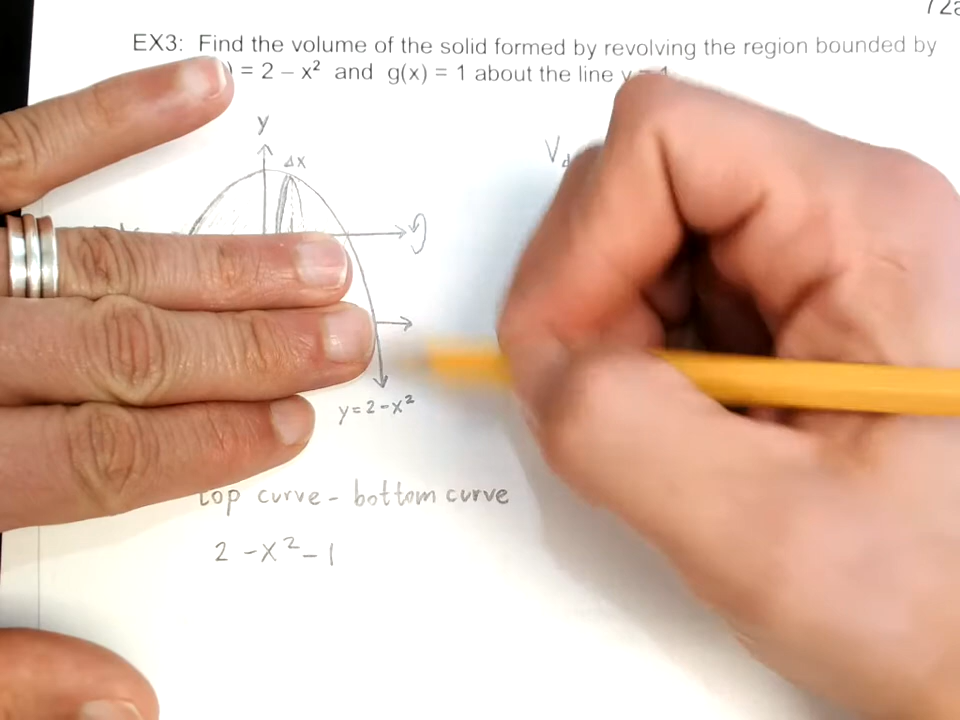 EX3: Find the volume of the solid formed by revolving the region bounded by
) = 2 – x² and g(x) = 1 about the line
y
Δx
V
y=2-x²
top curve - bottom curve
2 -x²-1